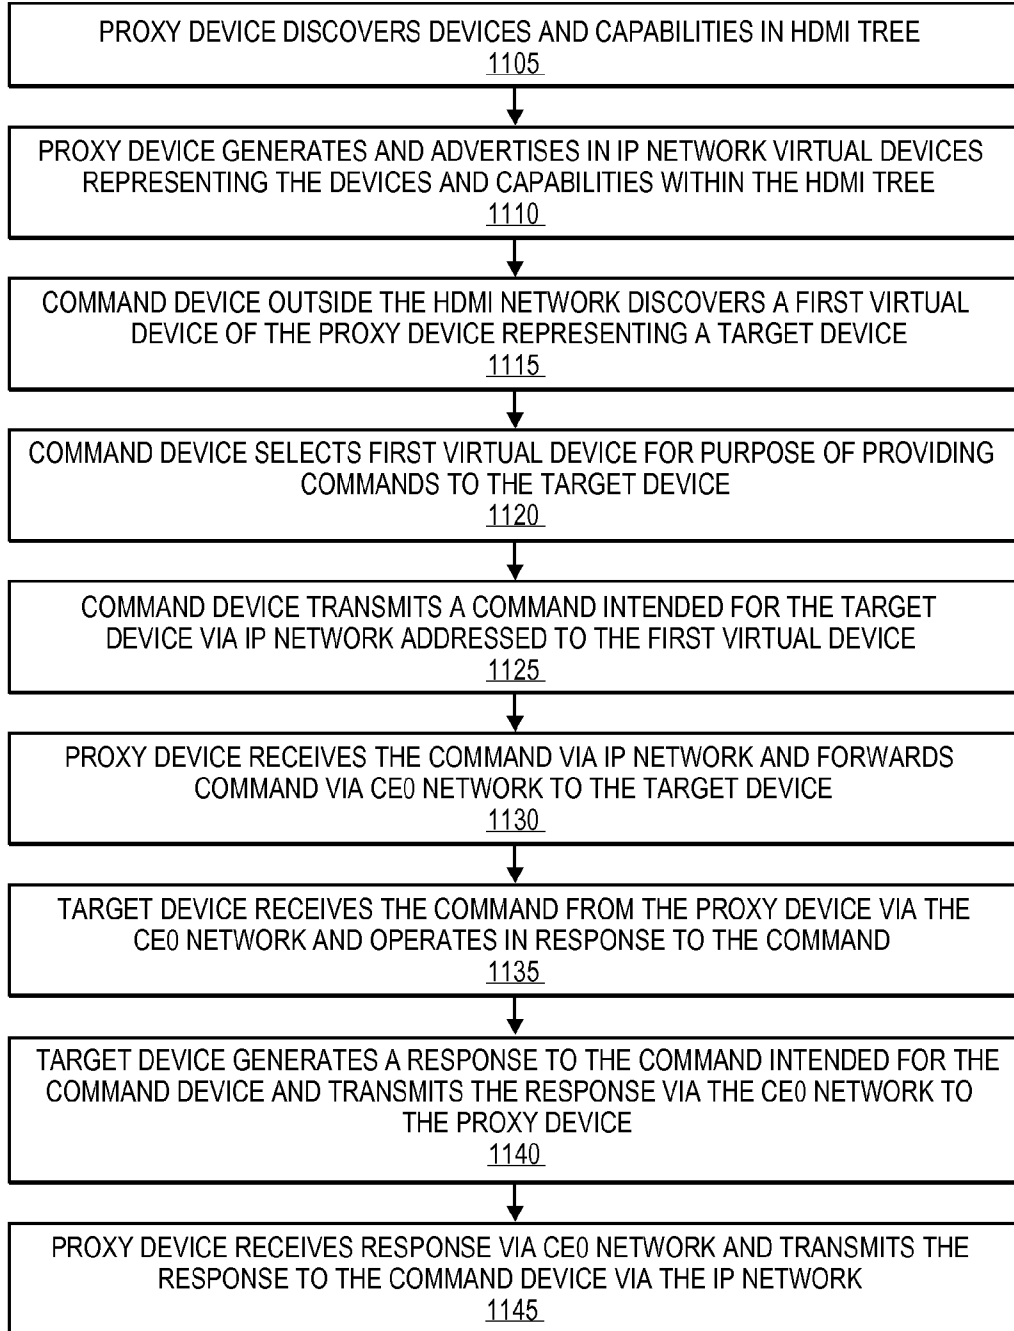 PROXY DEVICE DISCOVERS DEVICES AND CAPABILITIES IN HDMI TREE
1105
PROXY DEVICE GENERATES AND ADVERTISES IN IP NETWORK VIRTUAL DEVICES
REPRESENTING THE DEVICES AND CAPABILITIES WITHIN THE HDMI TREE
1110
COMMAND DEVICE OUTSIDE THE HDMI NETWORK DISCOVERS A FIRST VIRTUAL
DEVICE OF THE PROXY DEVICE REPRESENTING A TARGET DEVICE
1115
COMMAND DEVICE SELECTS FIRST VIRTUAL DEVICE FOR PURPOSE OF PROVIDING
COMMANDS TO THE TARGET DEVICE
1120
COMMAND DEVICE TRANSMITS A COMMAND INTENDED FOR THE TARGET
DEVICE VIA IP NETWORK ADDRESSED TO THE FIRST VIRTUAL DEVICE
1125
PROXY DEVICE RECEIVES THE COMMAND VIA IP NETWORK AND FORWARDS
COMMAND VIA CE0 NETWORK TO THE TARGET DEVICE
1130
TARGET DEVICE RECEIVES THE COMMAND FROM THE PROXY DEVICE VIA THE
CE0 NETWORK AND OPERATES IN RESPONSE TO THE COMMAND
1135
TARGET DEVICE GENERATES A RESPONSE TO THE COMMAND INTENDED FOR THE
COMMAND DEVICE AND TRANSMITS THE RESPONSE VIA THE CE0 NETWORK TO
THE PROXY DEVICE
1140
PROXY DEVICE RECEIVES RESPONSE VIA CE0 NETWORK AND TRANSMITS THE
RESPONSE TO THE COMMAND DEVICE VIA THE IP NETWORK
1145